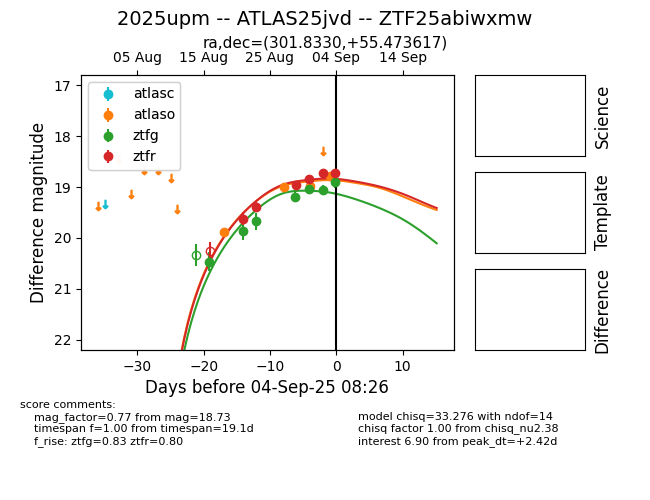 2025upm -- ATLAS25jvd -- ZTF25abiwxmw
ra,dec=(301.8330,+55.473617)
05 Aug 15 Aug 25 Aug 04 Sep 14 Sep
atlasc
atlaso
ztfg
ztfr
17
18
19
20
21
22
Difference magnitude
−30 −20 −10 0 10
Days before 04-Sep-25 08:26
Science
Template
Difference
score comments:
mag_factor=0.77 from mag=18.73
timespan f=1.00 from timespan=19.1d
f_rise: ztfg=0.83 ztfr=0.80
model chisq=33.276 with ndof=14
chisq factor 1.00 from chisq_nu2.38
interest 6.90 from peak_dt=+2.42d